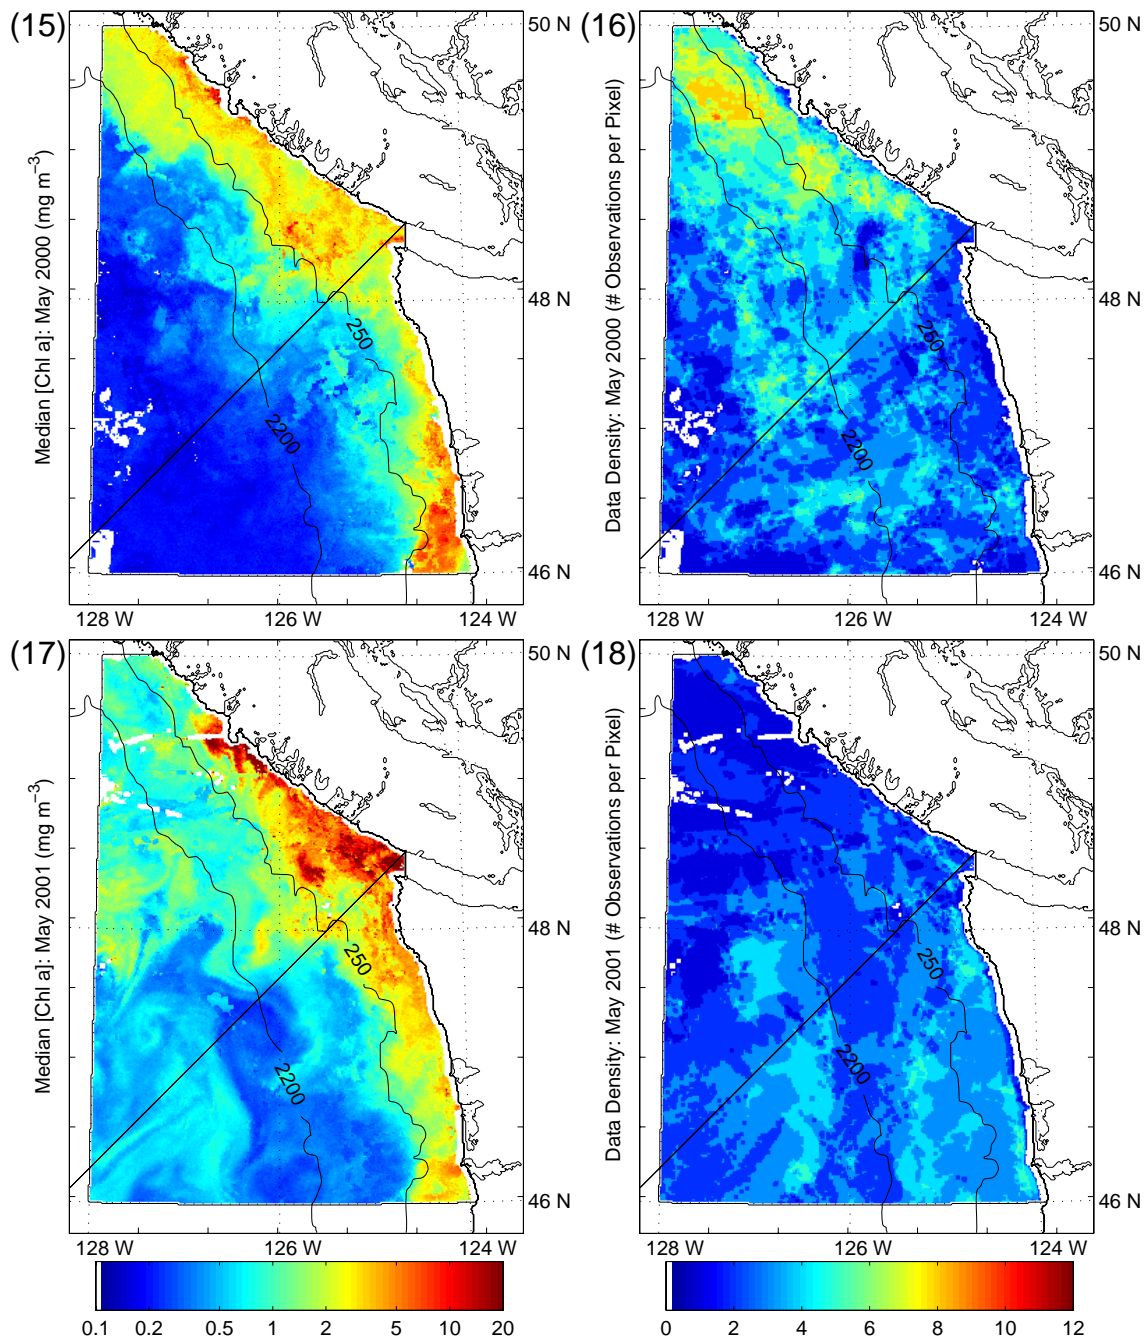 (15)
50 N
Median [Chl a]: May 2000 (mg m−3)
48 N
250
2200
46 N
128 W 126 W 124 W
(16)
50 N
Data Density: May 2000 (# Observations per Pixel)
48 N
250
2200
46 N
128 W 126 W 124 W
(17)
50 N
Median [Chl a]: May 2001 (mg m−3)
48 N
250
2200
46 N
128 W 126 W 124 W
0.1 0.2 0.5 1 2 5 10 20
(18)
50 N
Data Density: May 2001 (# Observations per Pixel)
48 N
250
2200
46 N
128 W 126 W 124 W
0 2 4 6 8 10 12